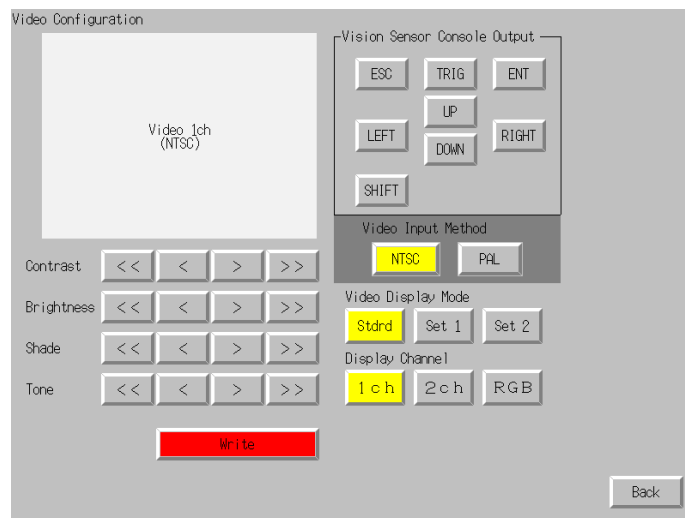 Video Configuration
Video 1ch
(NTSC)
Vision Sensor Console Output
ESC TRIG ENT
UP
LEFT RIGHT
DOWN
SHIFT
Video Input Method
NTSC PAL
Contrast << < > >>
Brightness << < > >>
Shade << < > >>
Tone << < > >>
Video Display Mode
Stdrd Set 1 Set 2
Display Channel
1ch 2ch RGB
Write
Back